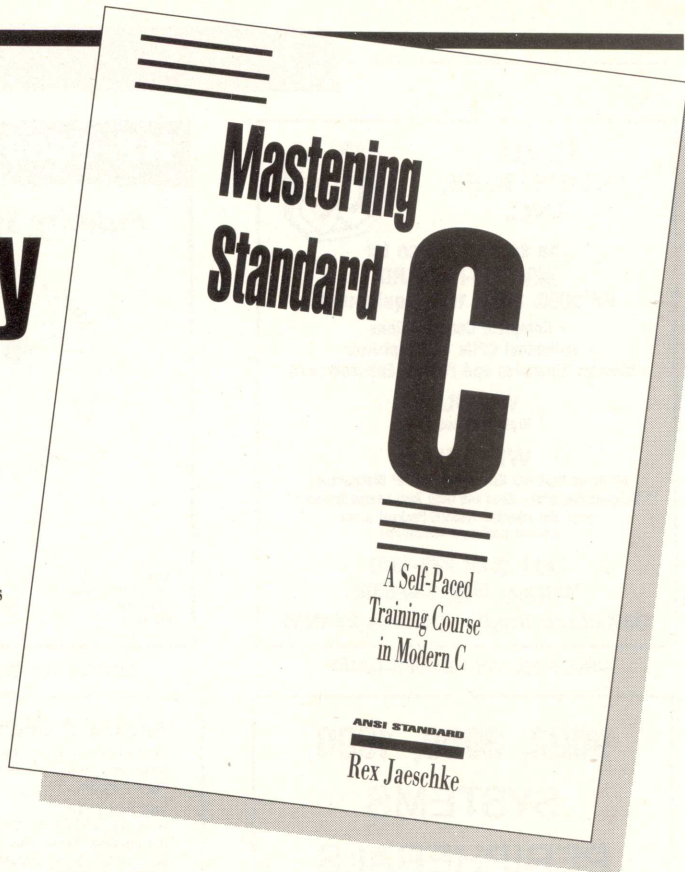 y
s
Mastering
Standard
C
A Self-Paced
Training Course
in Modern C
ANSI STANDARD
Rex Jaeschke